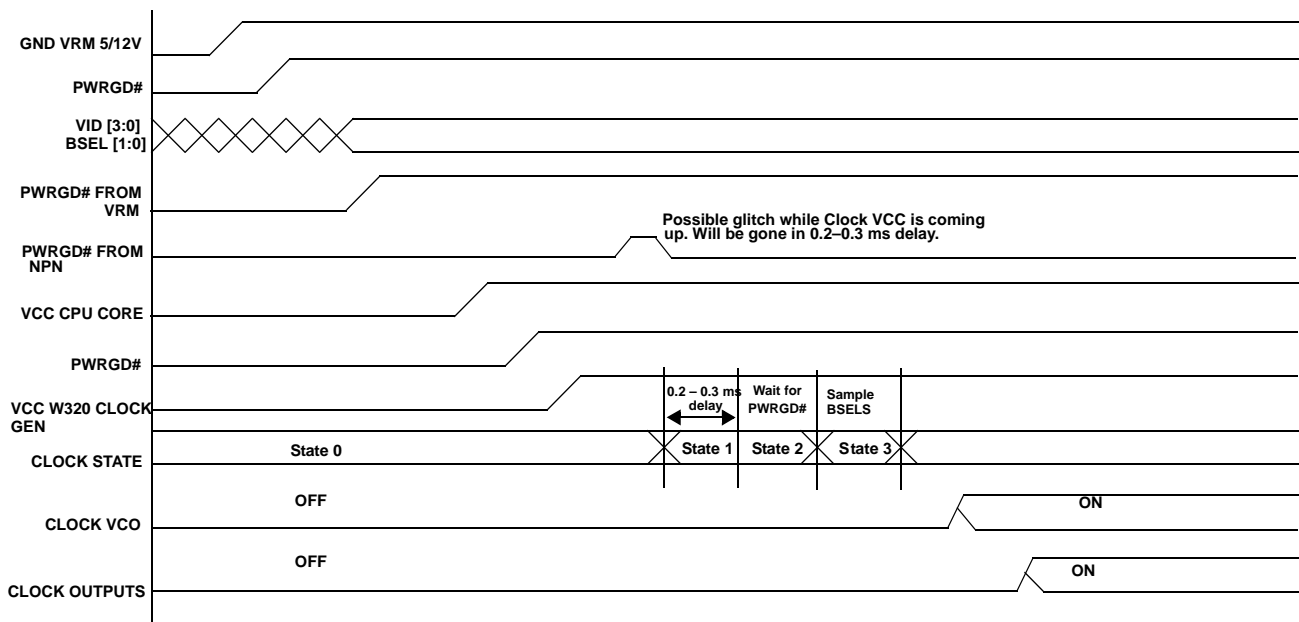 GND VRM 5/12V
PWRGD#
VID [3:0]
BSEL [1:0]
PWRGD# FROM
VRM
Possible glitch while Clock VCC is coming
up. Will be gone in 0.2–0.3 ms delay.
PWRGD# FROM
NPN
VCC CPU CORE
PWRGD#
0.2 – 0.3 ms
delay
Wait for
PWRGD#
Sample
BSELS
VCC W320 CLOCK
GEN
CLOCK STATE
State 0
State 1
State 2
State 3
OFF
ON
CLOCK VCO
OFF
ON
CLOCK OUTPUTS